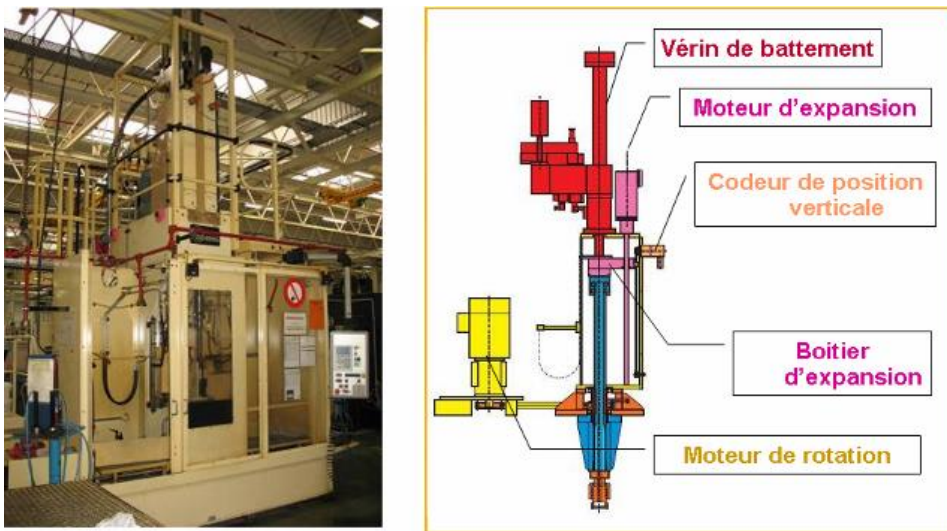 Vérin de battement
Moteur d'expansion
Codeur de position
verticale
Boitier
d'expansion
Moteur de rotation